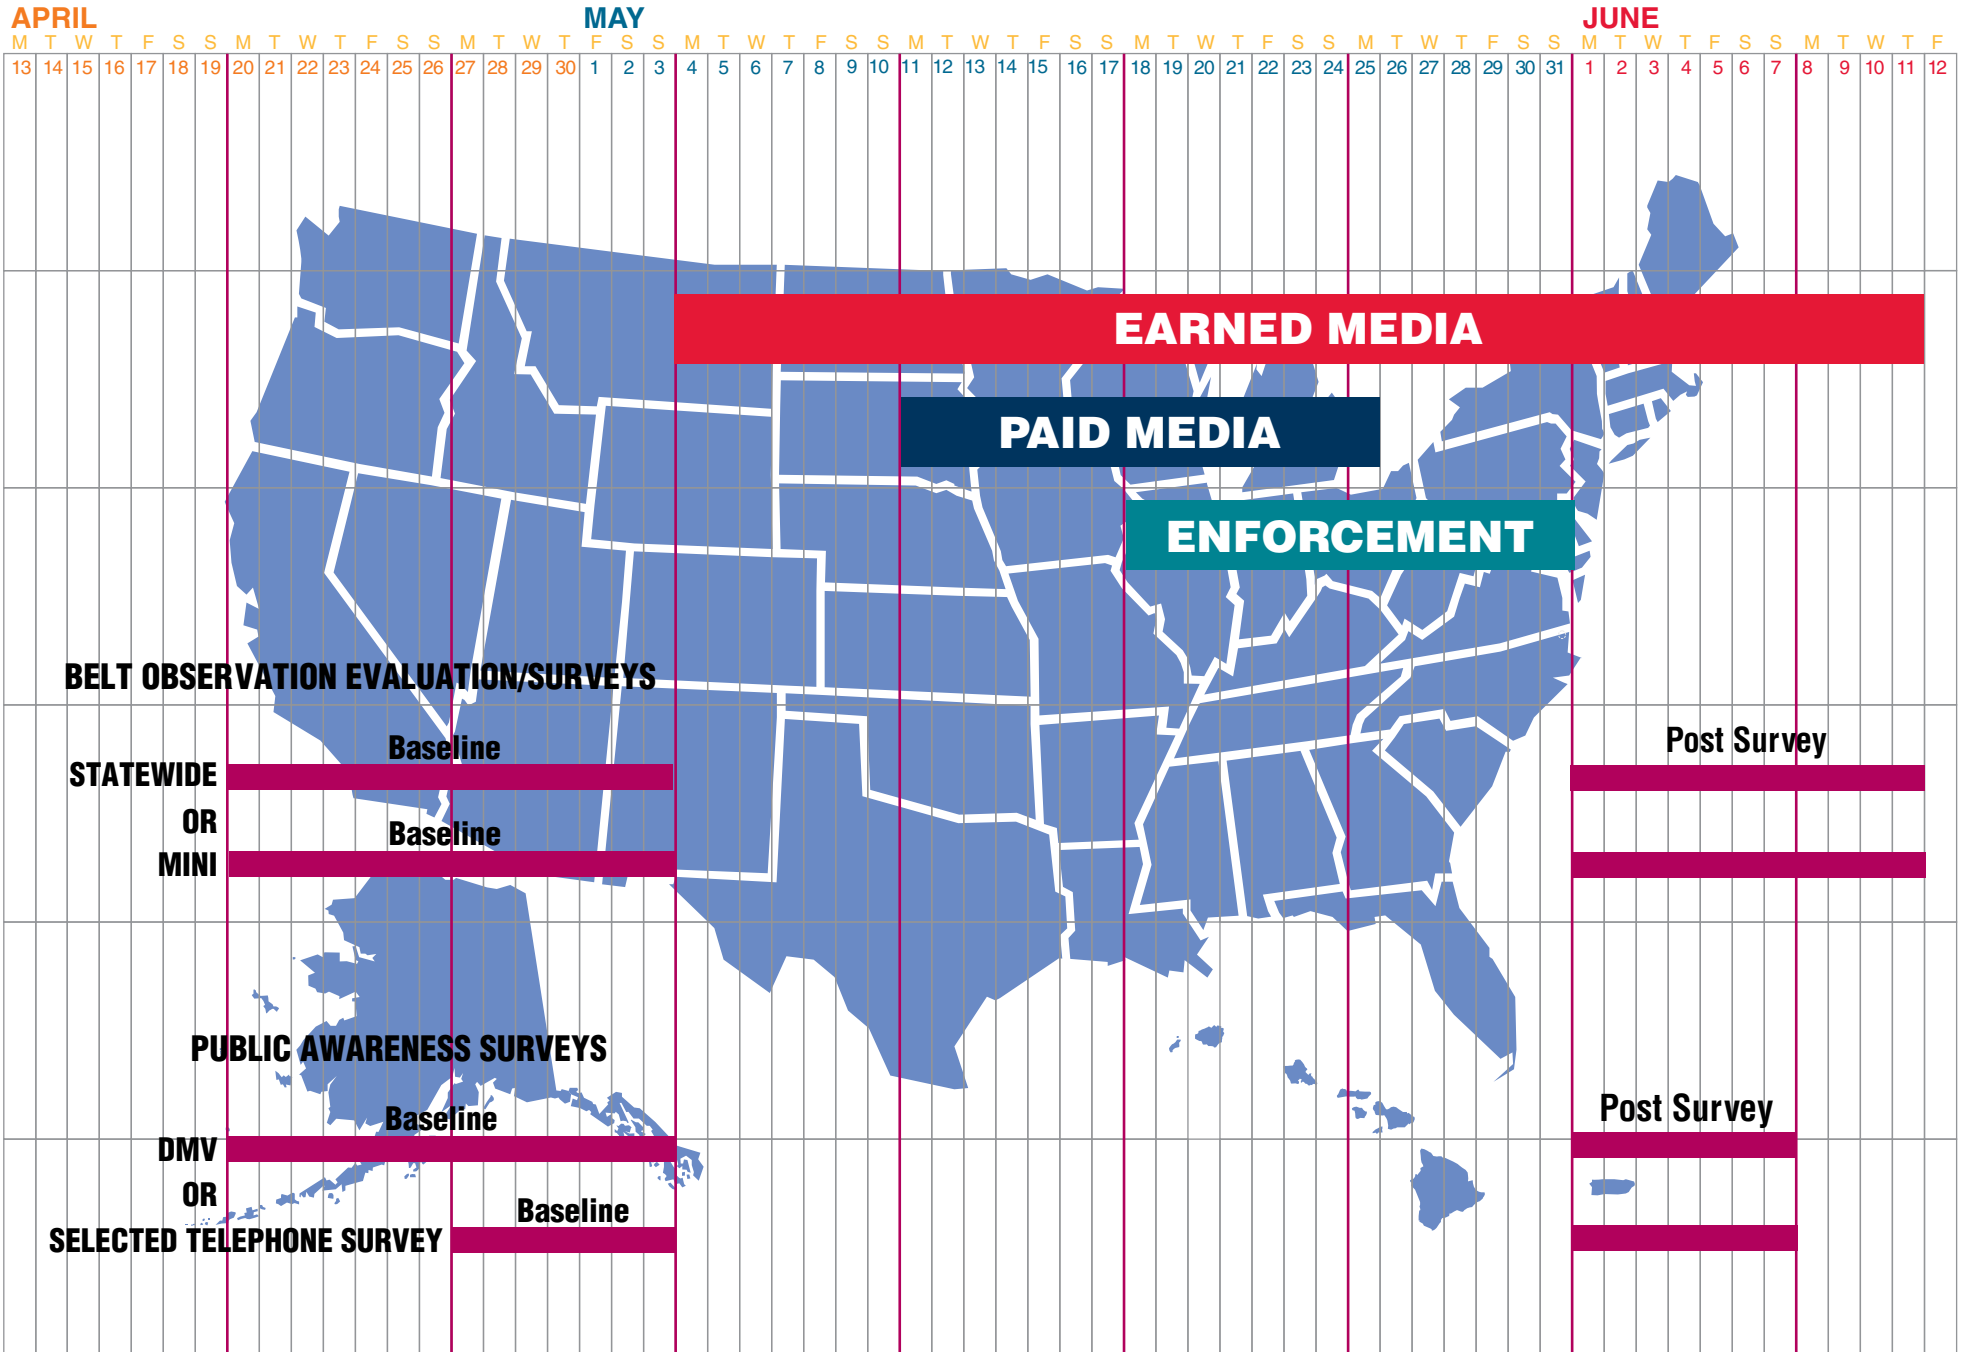 APRIL MAY JUNE
M T W T F S S M T W T F S S M T W T F S S M T W T F S S M T W T F S S M T W T F S S M T W T F S S M T W T F S S M T W T F
13 14 15 16 17 18 19 20 21 22 23 24 25 26 27 28 29 30 1 2 3 4 5 6 7 8 9 10 11 12 13 14 15 16 17 18 19 20 21 22 23 24 25 26 27 28 29 30 31 1 2 3 4 5 6 7 8 9 10 11 12
EARNED MEDIA
PAID MEDIA
ENFORCEMENT
BELT OBSERVATION EVALUATION/SURVEYS
Baseline Post Survey
STATEWIDE
OR
Baseline
MINI
PUBLIC AWARENESS SURVEYS
Baseline Post Survey
DMV
OR
Baseline
SELECTED TELEPHONE SURVEY